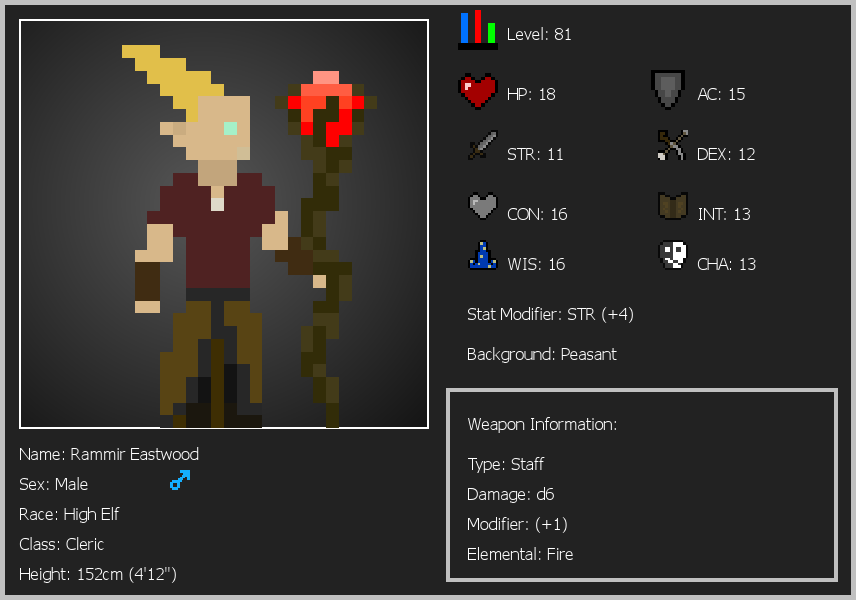 Level: 81
HP: 18
AC: 15
STR: 11
DEX: 12
CON: 16
INT: 13
WIS: 16
CHA: 13
Stat Modifier: STR (+4)
Background: Peasant
Weapon Information:
Type: Staff
Damage: d6
Modifier: (+1)
Elemental: Fire
Name: Rammir Eastwood
Sex: Male
Race: High Elf
Class: Cleric
Height: 152cm (4'12")